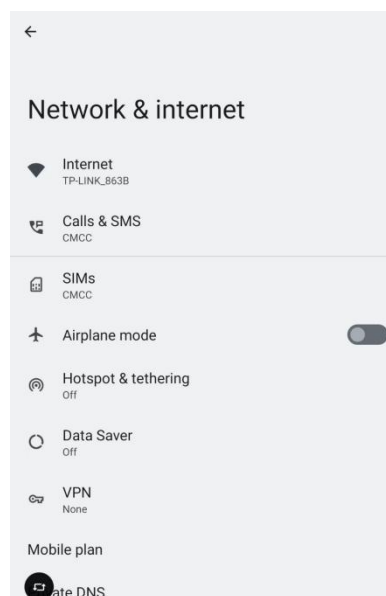 Network & internet
Internet
TP-LINK_863B
Calls & SMS
CMCC
SIMs
CMCC
Airplane mode
Hotspot & tethering
Off
Data Saver
Off
VPN
None
Mobile plan
DNS